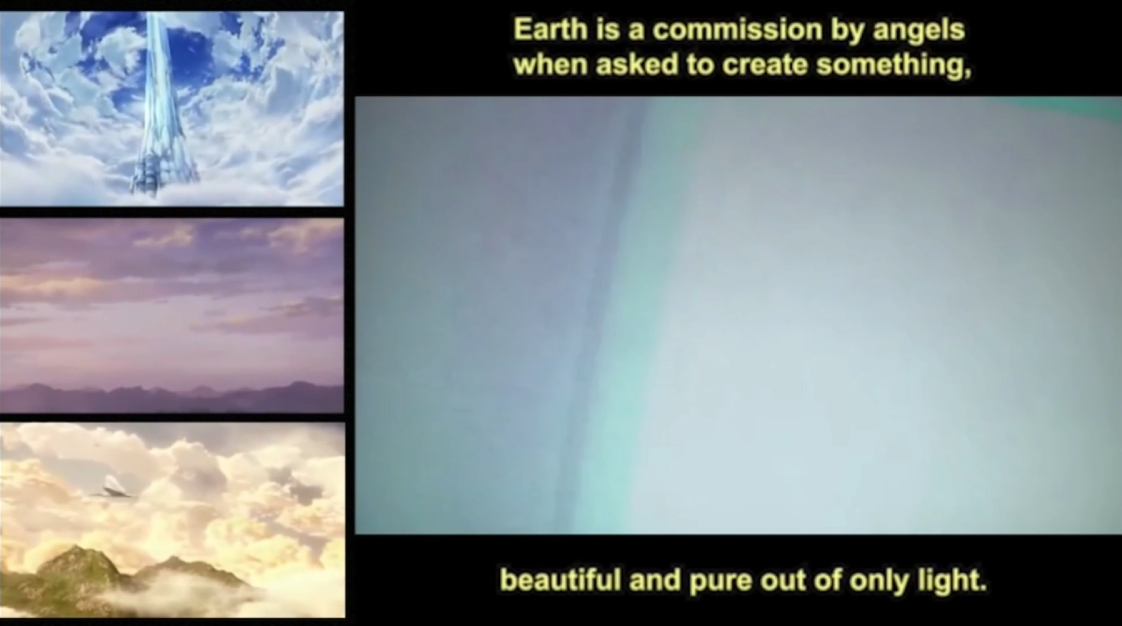 Earth is a commission by angels
when asked to create something,
beautiful and pure out of only light.